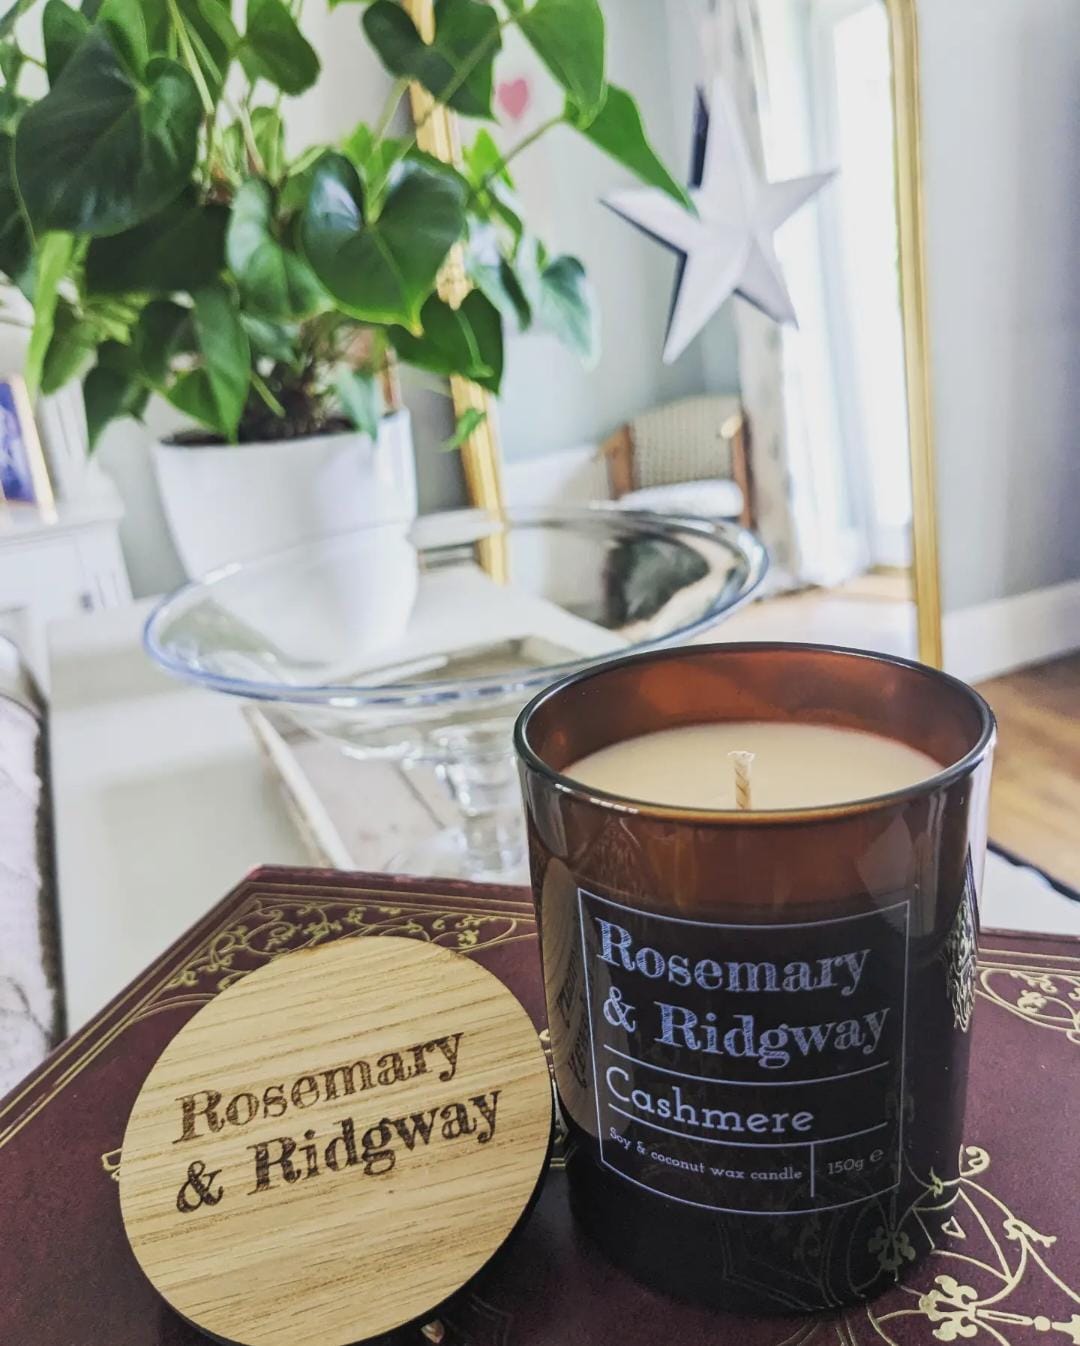 Rosemary
& Ridgway
Cashmere
Soy & coconut wax candle
150g ℮
Rosemary
& Ridgway